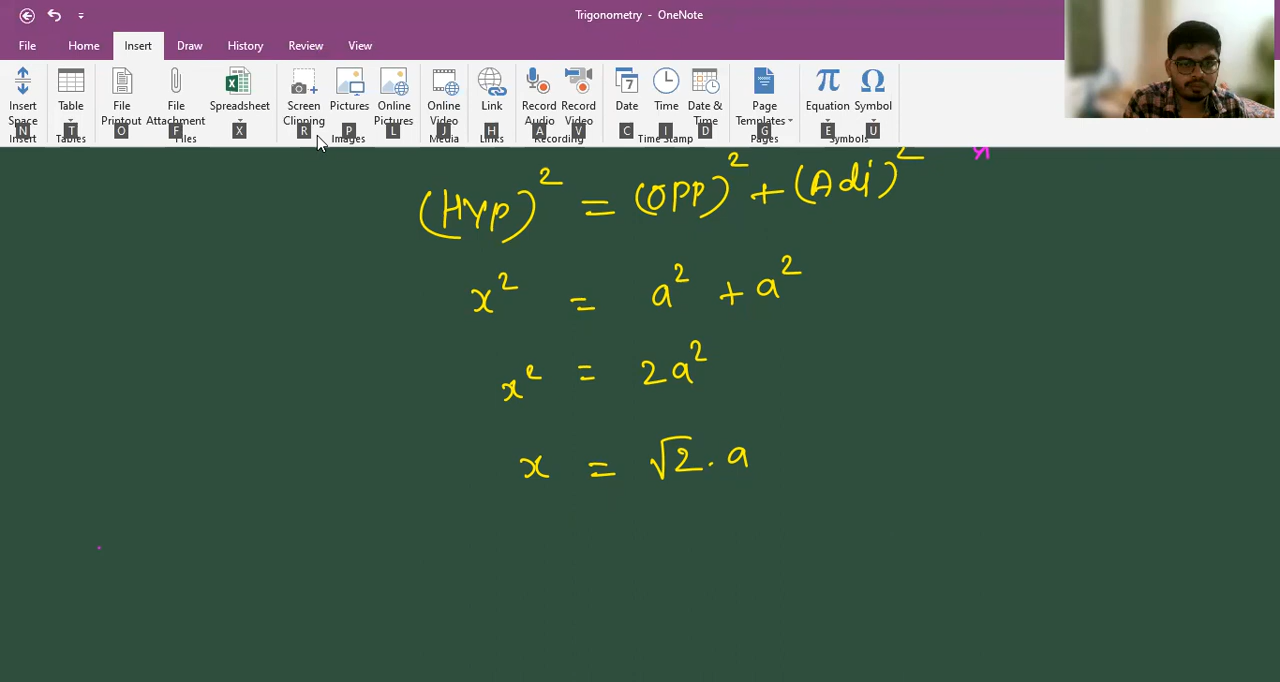 Trigonometry - OneNote
File Home Insert Draw History Review View
Insert Space Table File Printout File Attachment Spreadsheet Screen Clipping Pictures Online Pictures Online Video Link Record Audio Record Video Date Time Date & Time Page Templates Equation Symbol
N T O F X R P L J H A V C I D G E U
Insert Tables Files Images Media Links Recording Time Stamp Pages Symbols
(HYP)² = (OPP)² + (Adj)²
x² = a² + a²
x² = 2a²
x = √2 . a